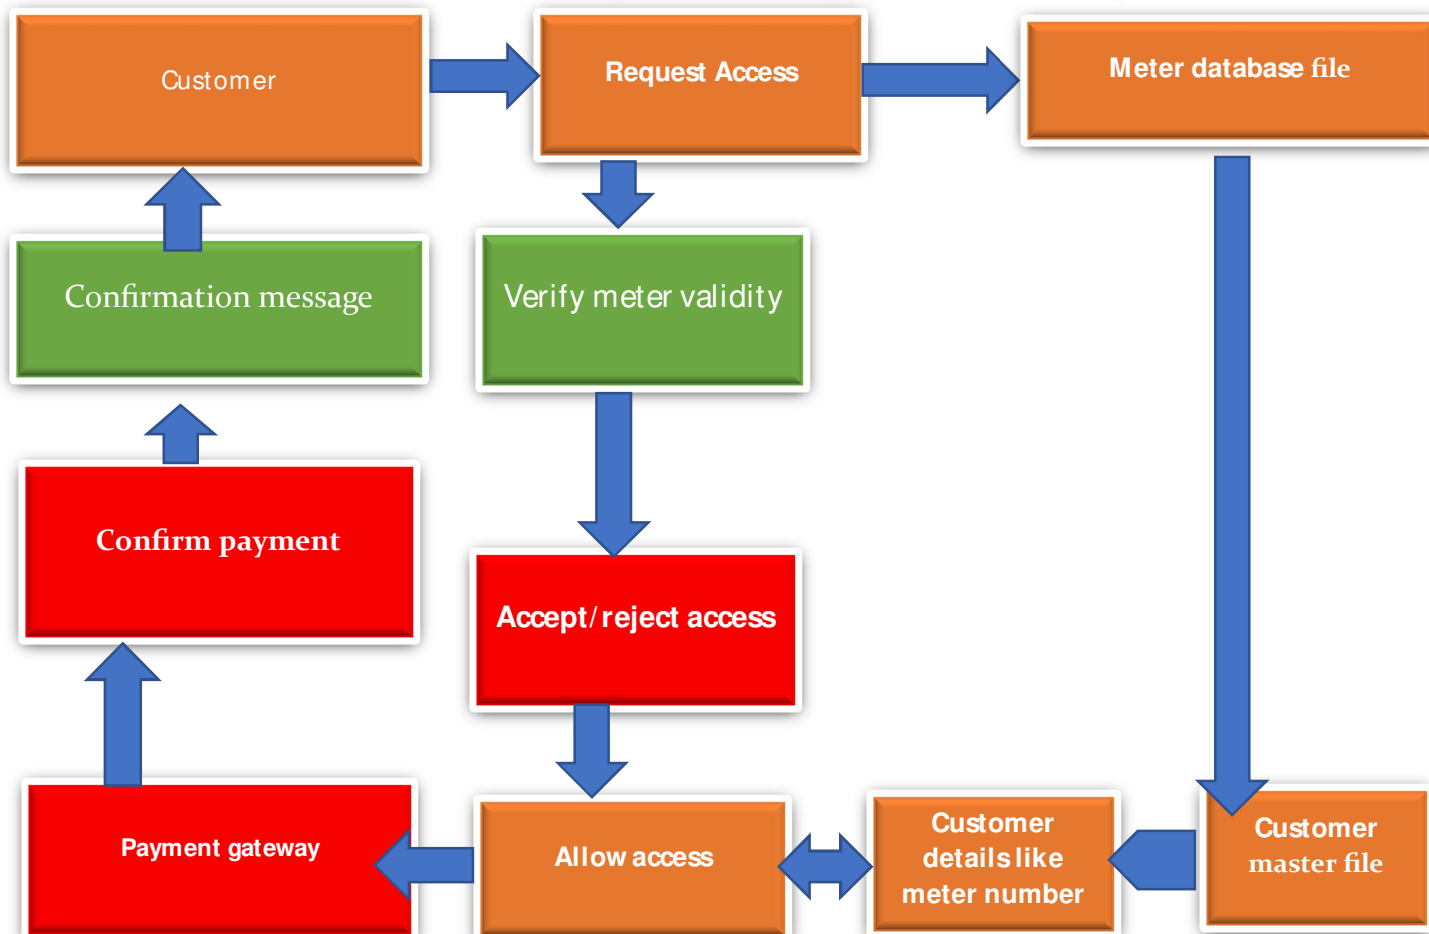 Customer
Request Access
Meter database file
Confirmation message
Verify meter validity
Confirm payment
Accept/reject access
Payment gateway
Allow access
Customer
details like
meter number
Customer
master file